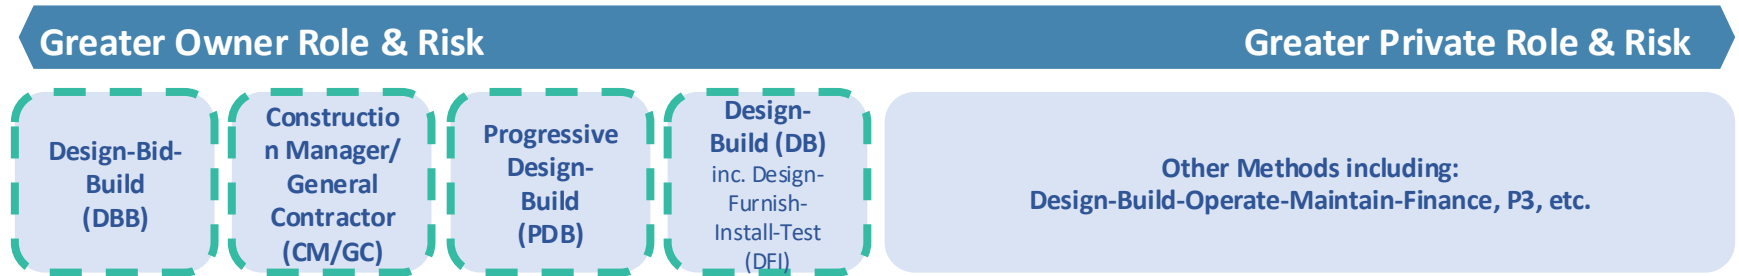 Greater Owner Role & Risk
Greater Private Role & Risk
Design-Bid-
Build
(DBB)
Constructio
n Manager/
General
Contractor
(CM/GC)
Progressive
Design-
Build
(PDB)
Design-
Build (DB)
inc. Design-
Furnish-
Install-Test
(DFI)
Other Methods including:
Design-Build-Operate-Maintain-Finance, P3, etc.